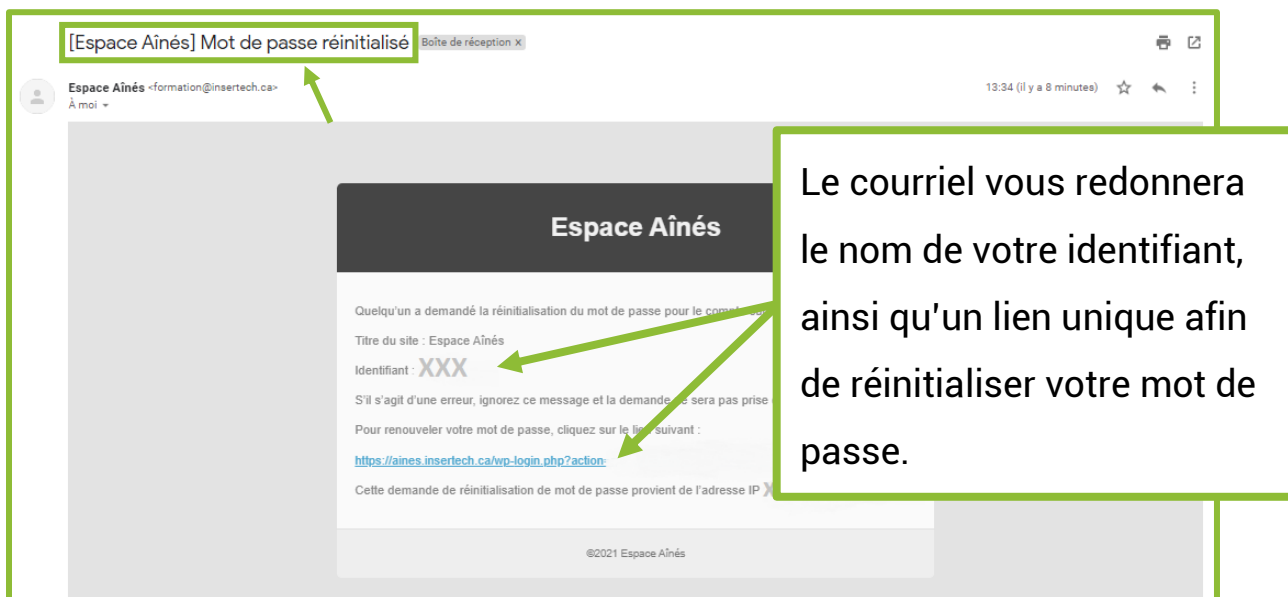 [Espace Aînés] Mot de passe réinitialisé Boîte de réception x
Espace Aînés <formation@insertech.ca>
13:34 (il y a 8 minutes)
À moi
Espace Aînés
Le courriel vous redonnera
le nom de votre identifiant,
ainsi qu'un lien unique afin
de réinitialiser votre mot de
passe.
Quelqu'un a demandé la réinitialisation du mot de passe pour le
Titre du site : Espace Aînés
Identifiant : XXX
S'il s'agit d'une erreur, ignorez ce message et la demande ne sera pas prise
Pour renouveler votre mot de passe, cliquez sur le lien suivant :
https://aines.insertech.ca/wp-login.php?action
Cette demande de réinitialisation de mot de passe provient de l'adresse IP
©2021 Espace Aînés